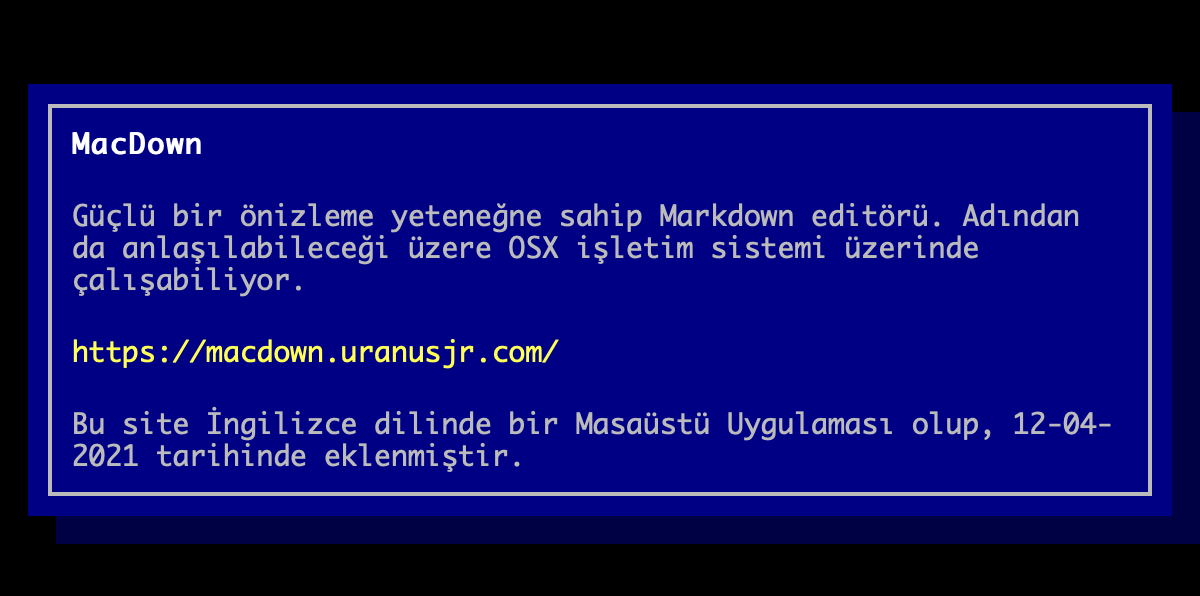 MacDown
Güçlü bir önizleme yeteneğne sahip Markdown editörü. Adından
da anlaşılabileceği üzere OSX işletim sistemi üzerinde
çalışabiliyor.
https://macdown.uranusjr.com/
Bu site İngilizce dilinde bir Masaüstü Uygulaması olup, 12-04-
2021 tarihinde eklenmiştir.